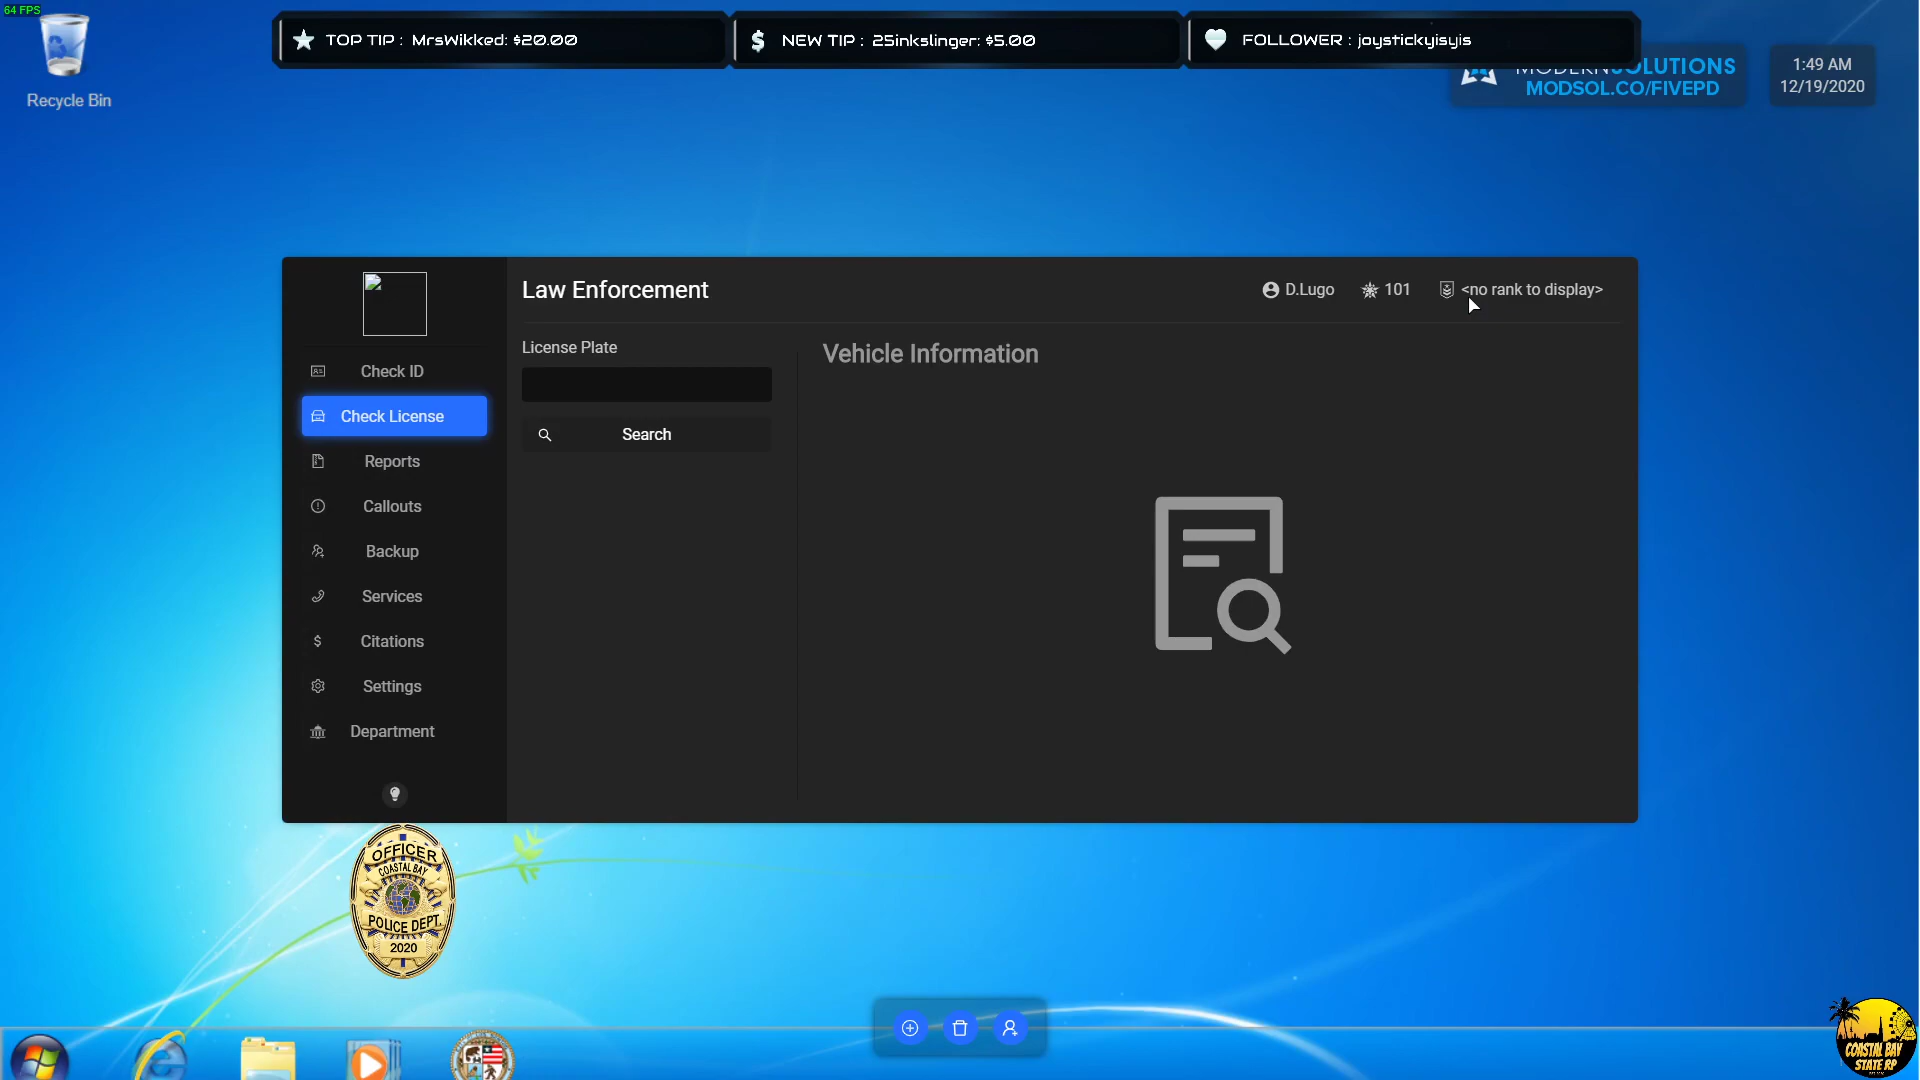 64 FPS
TOP TIP : MrsWikked: $20.00
NEW TIP : 25inkslinger: $5.00
FOLLOWER : joystickyisyis
Recycle Bin
MODERNSOLUTIONS
MODSOL.CO/FIVEPD
1:49 AM
12/19/2020
Law Enforcement
D.Lugo
101
<no rank to display>
License Plate
Search
Vehicle Information
Check ID
Check License
Reports
Callouts
Backup
Services
Citations
Settings
Department
OFFICER
COASTAL BAY
POLICE DEPT.
2020
COASTAL BAY
STATE RP